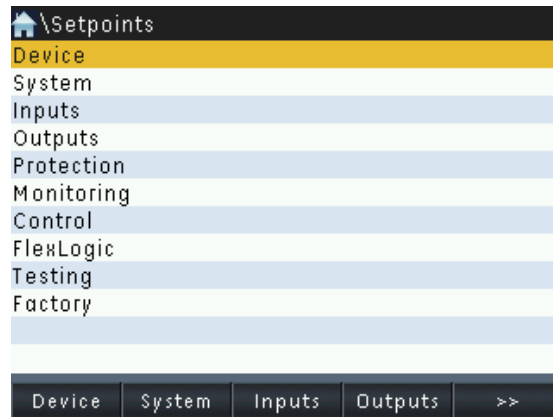 \Setpoints
Device
System
Inputs
Outputs
Protection
Monitoring
Control
FlexLogic
Testing
Factory
Device System Inputs Outputs >>